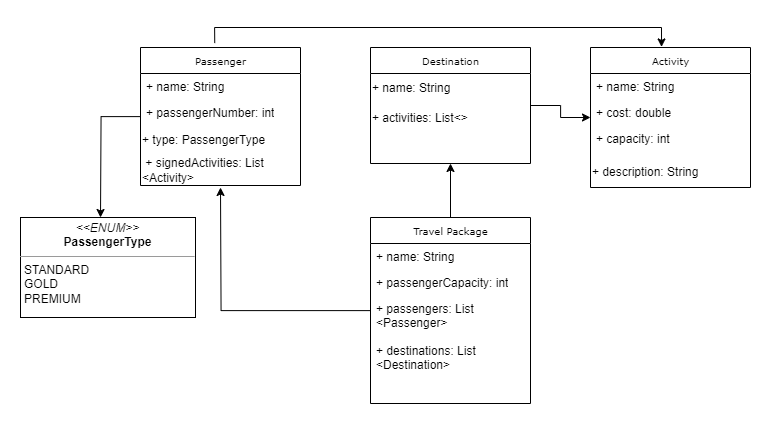 Passenger
+ name: String
+ passengerNumber: int
+ type: PassengerType
+ signedActivities: List
<Activity>
Destination
+ name: String
+ activities: List<>
Activity
+ name: String
+ cost: double
+ capacity: int
+ description: String
<<ENUM>>
PassengerType
STANDARD
GOLD
PREMIUM
Travel Package
+ name: String
+ passengerCapacity: int
+ passengers: List
<Passenger>
+ destinations: List
<Destination>